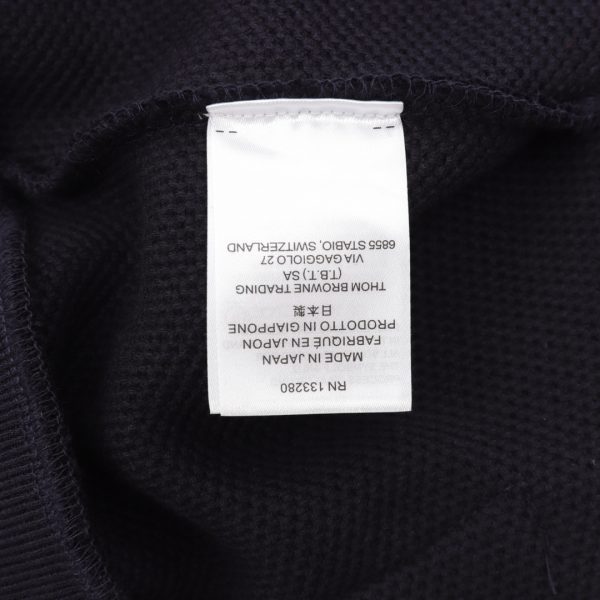 RN 133280
MADE IN JAPAN
FABRIQUÉ EN JAPON
PRODOTTO IN GIAPPONE
日本製
THOM BROWNE TRADING
(T.B.T.) SA
VIA GAGGIOLO 27
6855 STABIO, SWITZERLAND